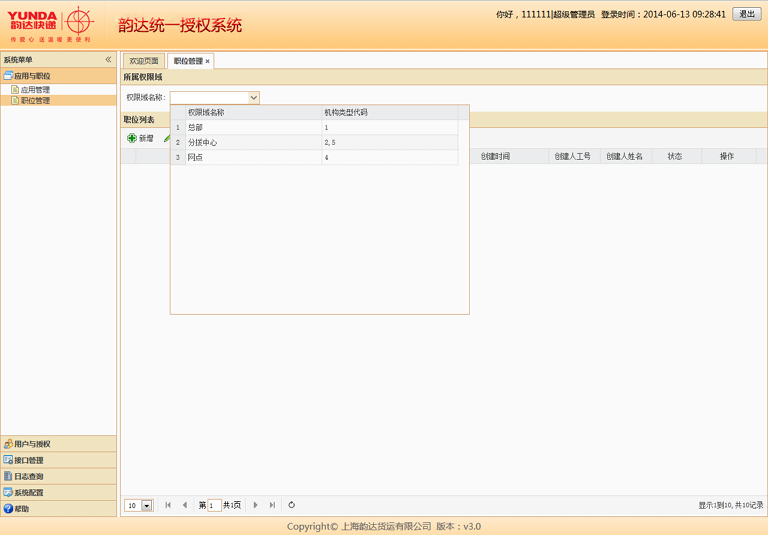 YUNDA
韵达快递
传递心 送温暖 更便利
韵达统一授权系统
你好，111111|超级管理员 登录时间：2014-06-13 09:28:41 退出
系统菜单
应用与职位
应用管理
职位管理
用户与授权
接口管理
日志查询
系统配置
帮助
欢迎页面 职位管理
所属权限域
权限域名称:
权限域名称 机构类型代码
1 总部 1
2 分拨中心 2,5
3 网点 4
职位列表
新增
创建时间 创建人工号 创建人姓名 状态 操作
10 第 1 共1页 显示1到10, 共10记录
Copyright© 上海韵达货运有限公司 版本：v3.0